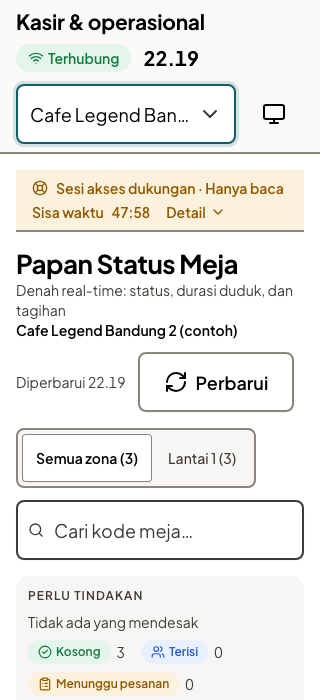 Kasir & operasional
Terhubung 22.19
Cafe Legend Ban...
Sesi akses dukungan · Hanya baca
Sisa waktu 47:58 Detail
Papan Status Meja
Denah real-time: status, durasi duduk, dan
tagihan
Cafe Legend Bandung 2 (contoh)
Diperbarui 22.19 Perbarui
Semua zona (3) Lantai 1 (3)
Cari kode meja...
PERLU TINDAKAN
Tidak ada yang mendesak
Kosong 3 Terisi 0
Menunggu pesanan 0